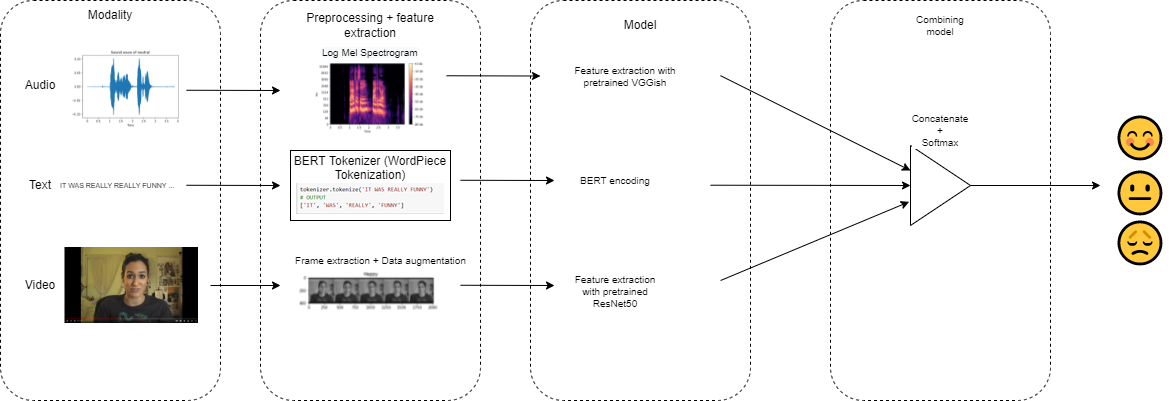 Modality
Preprocessing + feature
extraction
Model
Combining
model
Audio
Sound wave of neutral
Time
Log Mel Spectrogram
Time
Feature extraction with
pretrained VGGish
Concatenate
+
Softmax
Text
IT WAS REALLY REALLY FUNNY ...
BERT Tokenizer (WordPiece
Tokenization)
tokenizer.tokenize('IT WAS REALLY FUNNY')
# OUTPUT
['IT', 'WAS', 'REALLY', 'FUNNY']
BERT encoding
Video
Frame extraction + Data augmentation
Happy
Feature extraction
with pretrained
ResNet50